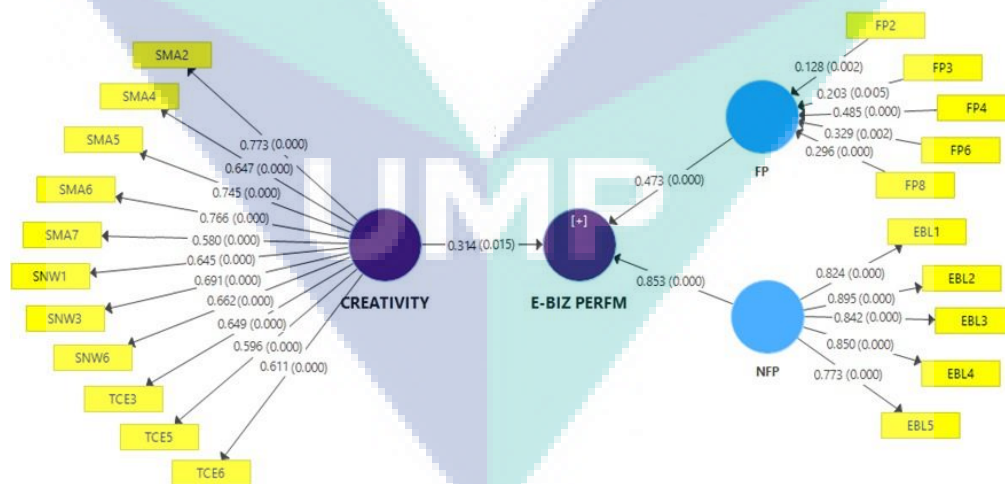 FP2
SMA2
0.128 (0.002)
FP3
0.203 (0.005)
SMA4
FP4
0.485 (0.000)
SMA5
0.773 (0.000)
0.329 (0.002)
FP6
0.296 (0.000)
0.647 (0.000)
UMP
FP
FP8
0.745 (0.000)
0.473 (0.000)
SMA6
0.766 (0.000)
[+]
EBL1
SMA7
0.580 (0.000)
0.314 (0.015)
0.645 (0.000)
0.824 (0.000)
SNW1
0.853 (0.000)
EBL2
0.691 (0.000)
0.895 (0.000)
CREATIVITY
E-BIZ PERFM
SNW3
0.662 (0.000)
0.842 (0.000)
EBL3
0.649 (0.000)
0.850 (0.000)
SNW6
0.596 (0.000)
NFP
EBL4
0.611 (0.000)
0.773 (0.000)
TCE3
EBL5
TCE5
TCE6